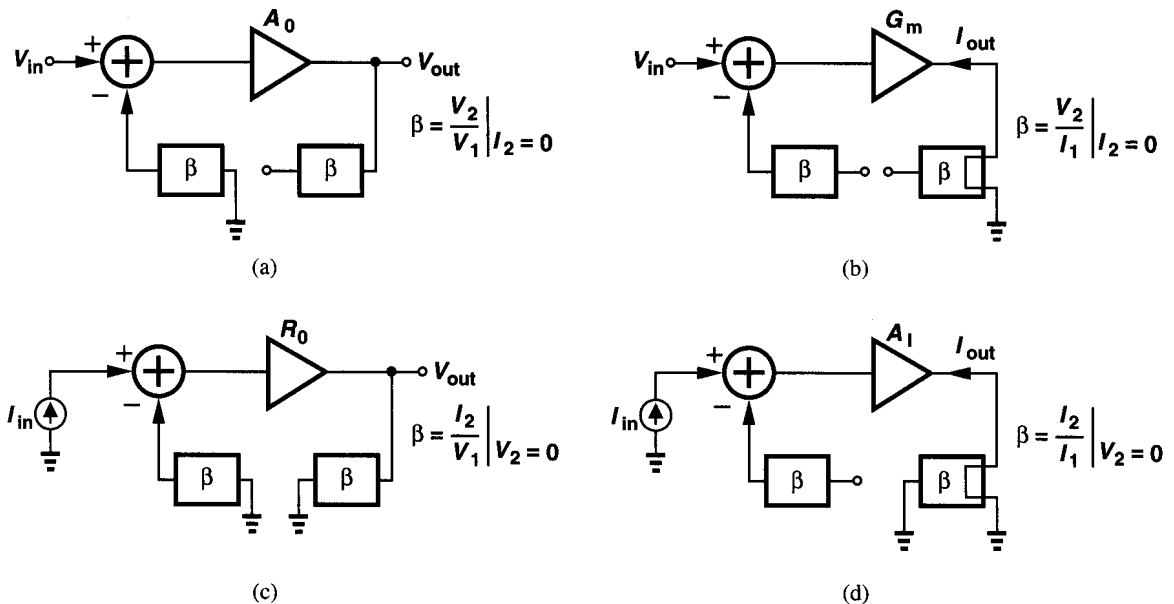 A0
Vin
+
−
Vout
β = V2/V1 | I2 = 0
β
β
(a)
Gm
Iout
Vin
+
−
β = V2/I1 | I2 = 0
β
β
(b)
R0
+
−
Vout
Iin
β = I2/V1 | V2 = 0
β
β
(c)
AI
Iout
+
−
Iin
β = I2/I1 | V2 = 0
β
β
(d)